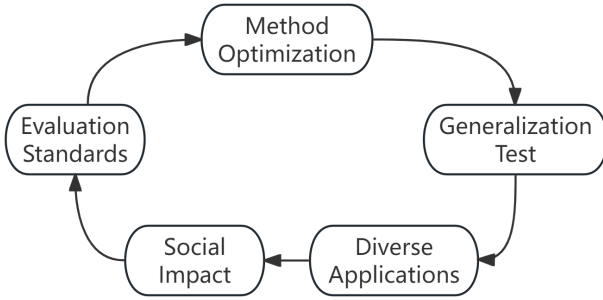 Method
Optimization
Evaluation
Standards
Generalization
Test
Social
Impact
Diverse
Applications